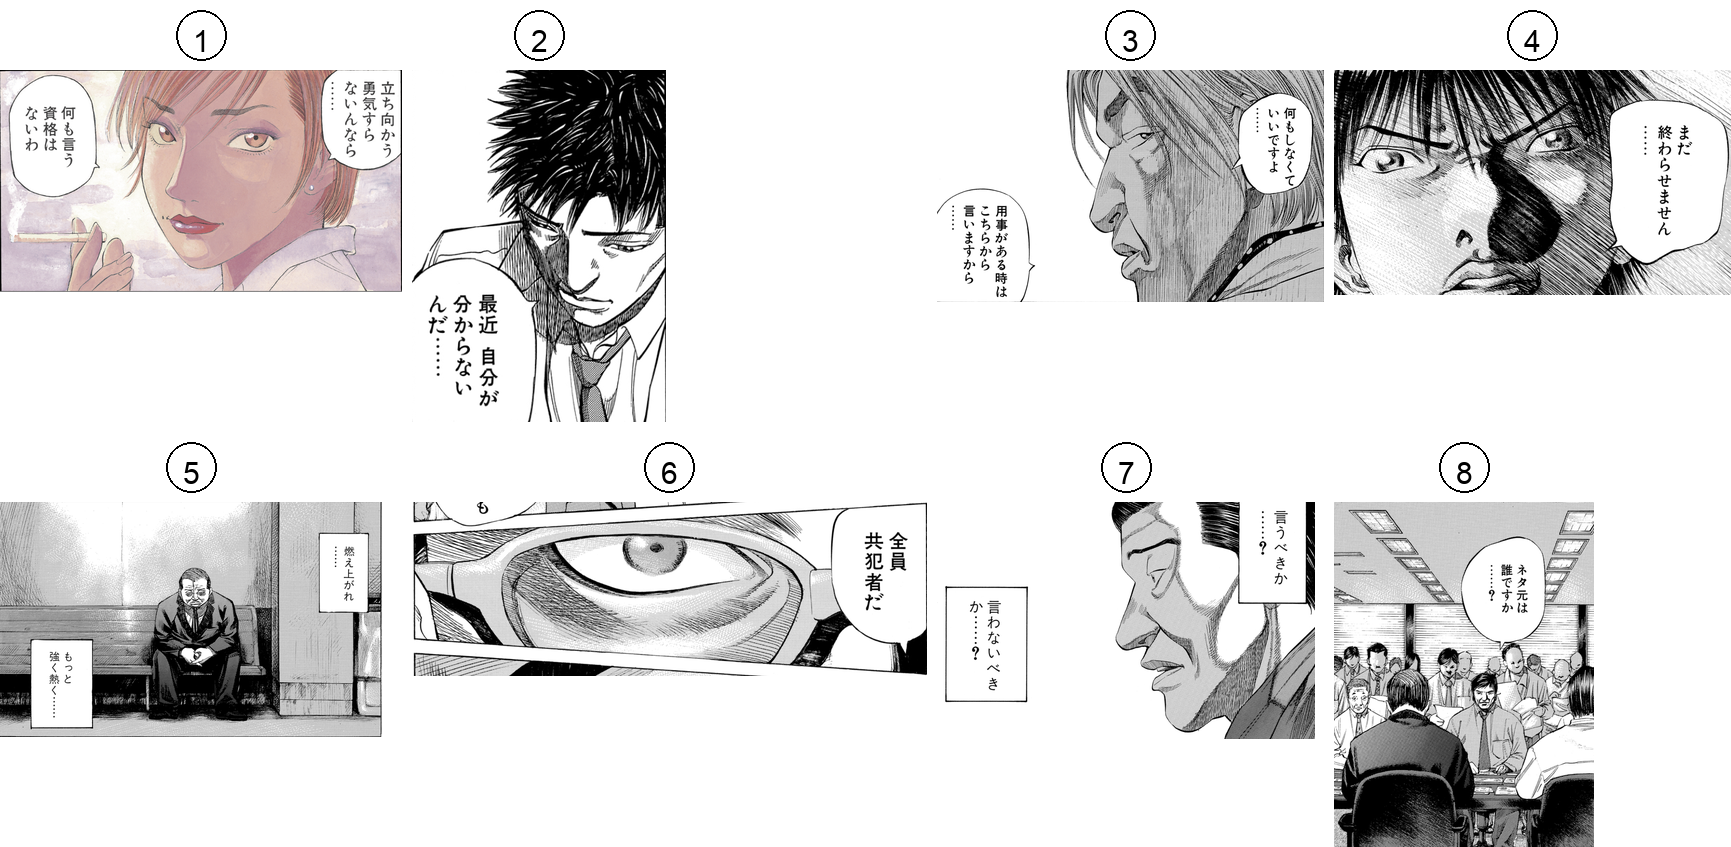 1
立ち向かう
勇気すら
ないんなら
……
何も言う
資格は
ないわ
2
最近 自分が
分からない
んだ……
3
何もしなくて
いいですよ
……
用事がある時は
こちらから
言いますから
……
4
まだ
終わらせません
……
5
燃え上がれ
……
もっと
強く熱く……
6
も
全員
共犯者だ
7
言うべきか
……?
言わないべき
か……?
8
ネタ元は
誰ですか
……?